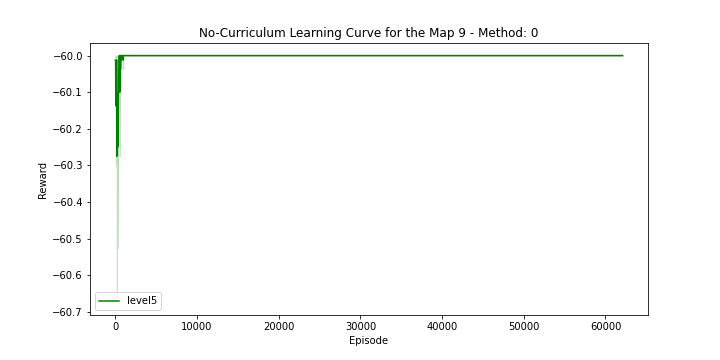 No-Curriculum Learning Curve for the Map 9 - Method: 0
−60.0
−60.1
−60.2
−60.3
−60.4
−60.5
−60.6
−60.7
Reward
level5
0 10000 20000 30000 40000 50000 60000
Episode